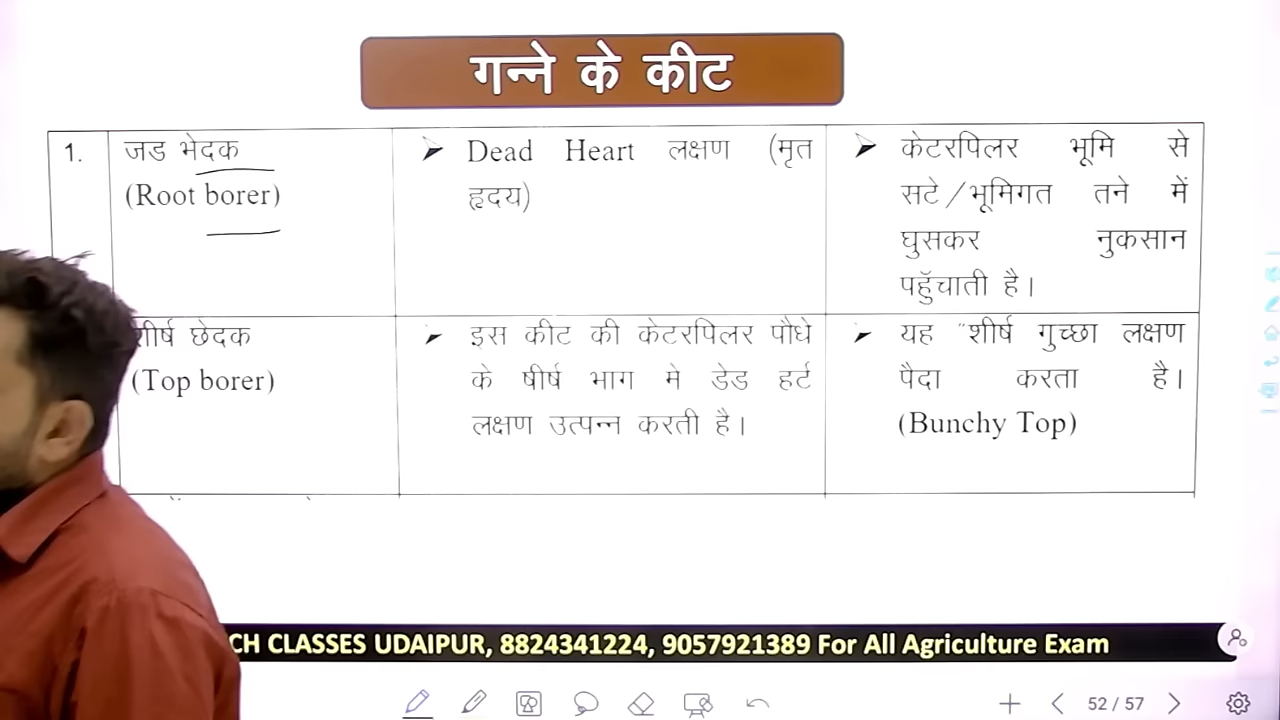 गन्ने के कीट
1.
जड भेदक
(Root borer)
Dead Heart लक्षण (मृत
हृदय)
केटरपिलर भूमि से
सटे/भूमिगत तने में
घुसकर नुकसान
पहुॅचाती है।
शीर्ष छेदक
(Top borer)
इस कीट की केटरपिलर पौधे
के षीर्ष भाग मे डेड हर्ट
लक्षण उत्पन्न करती है।
यह "शीर्ष गुच्छा लक्षण
पैदा करता है।
(Bunchy Top)
CH CLASSES UDAIPUR, 8824341224, 9057921389 For All Agriculture Exam
52 / 57